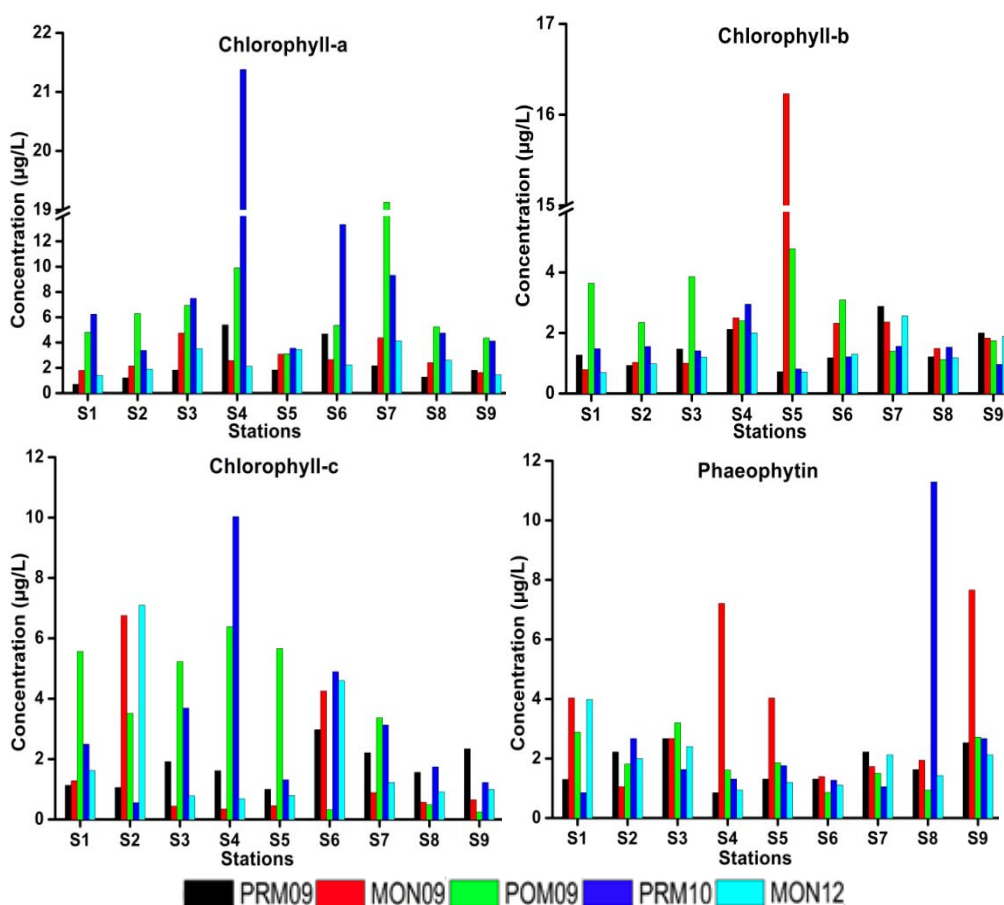 Chlorophyll-a
Concentration (µg/L)
22
21
20
19
12
10
8
6
4
2
0
S1 S2 S3 S4 S5 S6 S7 S8 S9
Stations
Chlorophyll-b
Concentration (µg/L)
17
16
15
4
2
0
S1 S2 S3 S4 S5 S6 S7 S8 S9
Stations
Chlorophyll-c
Concentration (µg/L)
12
10
8
6
4
2
0
S1 S2 S3 S4 S5 S6 S7 S8 S9
Stations
Phaeophytin
Concentration (µg/L)
12
10
8
6
4
2
0
S1 S2 S3 S4 S5 S6 S7 S8 S9
Stations
PRM09 MON09 POM09 PRM10 MON12